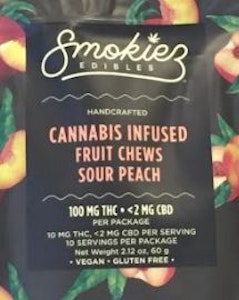 Smokiez
EDIBLES
HANDCRAFTED
CANNABIS INFUSED
FRUIT CHEWS
SOUR PEACH
100 MG THC • <2 MG CBD
PER PACKAGE
10 MG THC, <2 MG CBD PER SERVING
10 SERVINGS PER PACKAGE
Net Weight 2.12 oz, 60 g
• VEGAN • GLUTEN FREE •